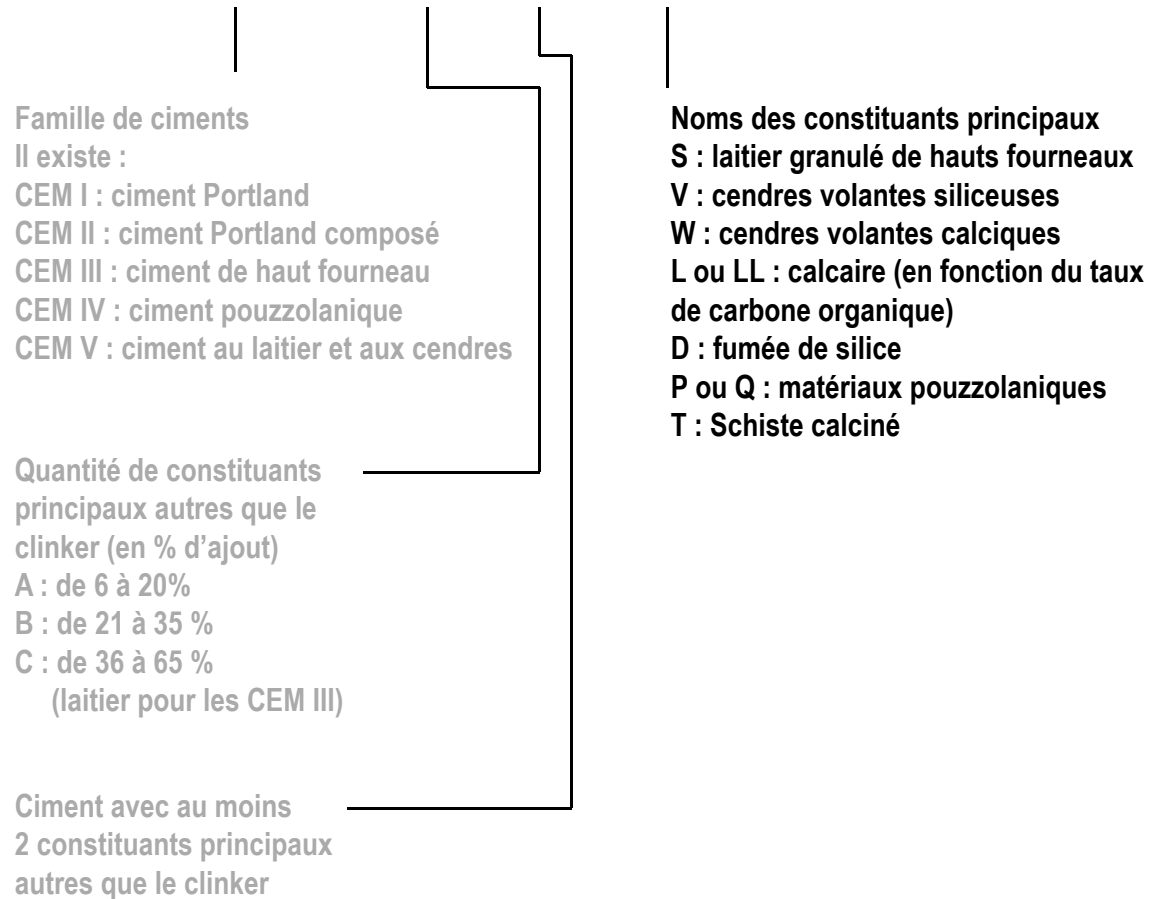 Famille de ciments
Il existe :
CEM I : ciment Portland
CEM II : ciment Portland composé
CEM III : ciment de haut fourneau
CEM IV : ciment pouzzolanique
CEM V : ciment au laitier et aux cendres
Quantité de constituants
principaux autres que le
clinker (en % d’ajout)
A : de 6 à 20%
B : de 21 à 35 %
C : de 36 à 65 %
(laitier pour les CEM III)
Ciment avec au moins
2 constituants principaux
autres que le clinker
Noms des constituants principaux
S : laitier granulé de hauts fourneaux
V : cendres volantes siliceuses
W : cendres volantes calciques
L ou LL : calcaire (en fonction du taux
de carbone organique)
D : fumée de silice
P ou Q : matériaux pouzzolaniques
T : Schiste calciné